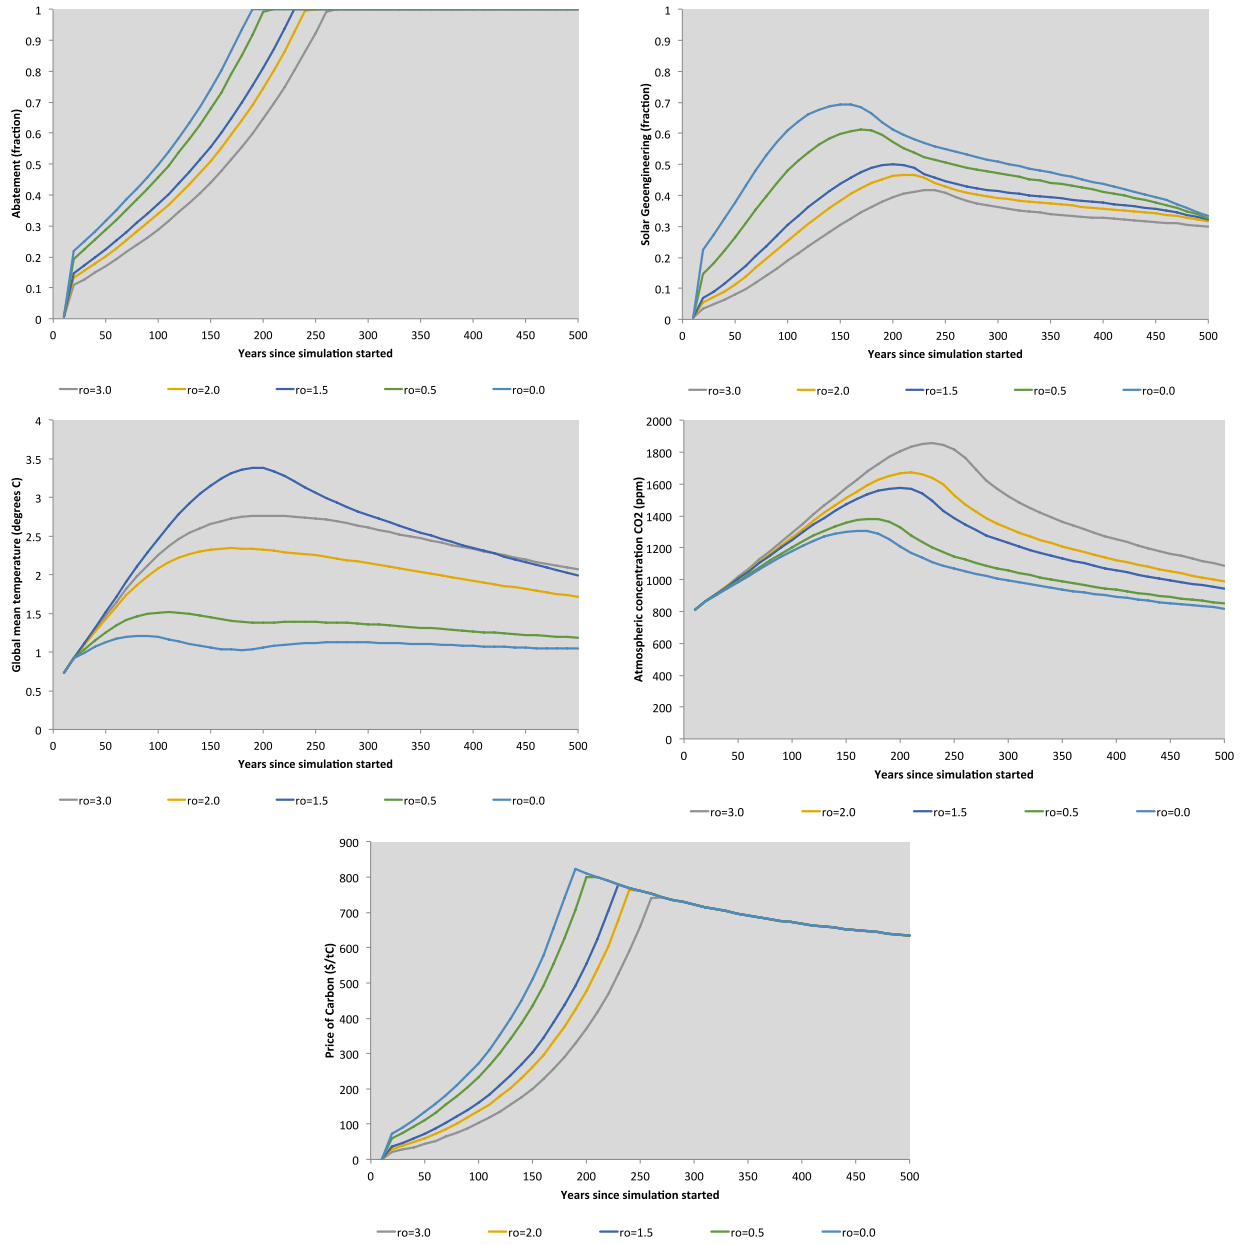 Abatement (fraction)
1
0.9
0.8
0.7
0.6
0.5
0.4
0.3
0.2
0.1
0
0 50 100 150 200 250 300 350 400 450 500
Years since simulation started
ro=3.0 ro=2.0 ro=1.5 ro=0.5 ro=0.0
Solar Geoengineering (fraction)
1
0.9
0.8
0.7
0.6
0.5
0.4
0.3
0.2
0.1
0
0 50 100 150 200 250 300 350 400 450 500
Years since simulation started
ro=3.0 ro=2.0 ro=1.5 ro=0.5 ro=0.0
Global mean temperature (degrees C)
4
3.5
3
2.5
2
1.5
1
0.5
0
0 50 100 150 200 250 300 350 400 450 500
Years since simulation started
ro=3.0 ro=2.0 ro=1.5 ro=0.5 ro=0.0
Atmospheric concentration CO2 (ppm)
2000
1800
1600
1400
1200
1000
800
600
400
200
0
0 50 100 150 200 250 300 350 400 450 500
Years since simulation started
ro=3.0 ro=2.0 ro=1.5 ro=0.5 ro=0.0
Price of Carbon ($/tC)
900
800
700
600
500
400
300
200
100
0
0 50 100 150 200 250 300 350 400 450 500
Years since simulation started
ro=3.0 ro=2.0 ro=1.5 ro=0.5 ro=0.0